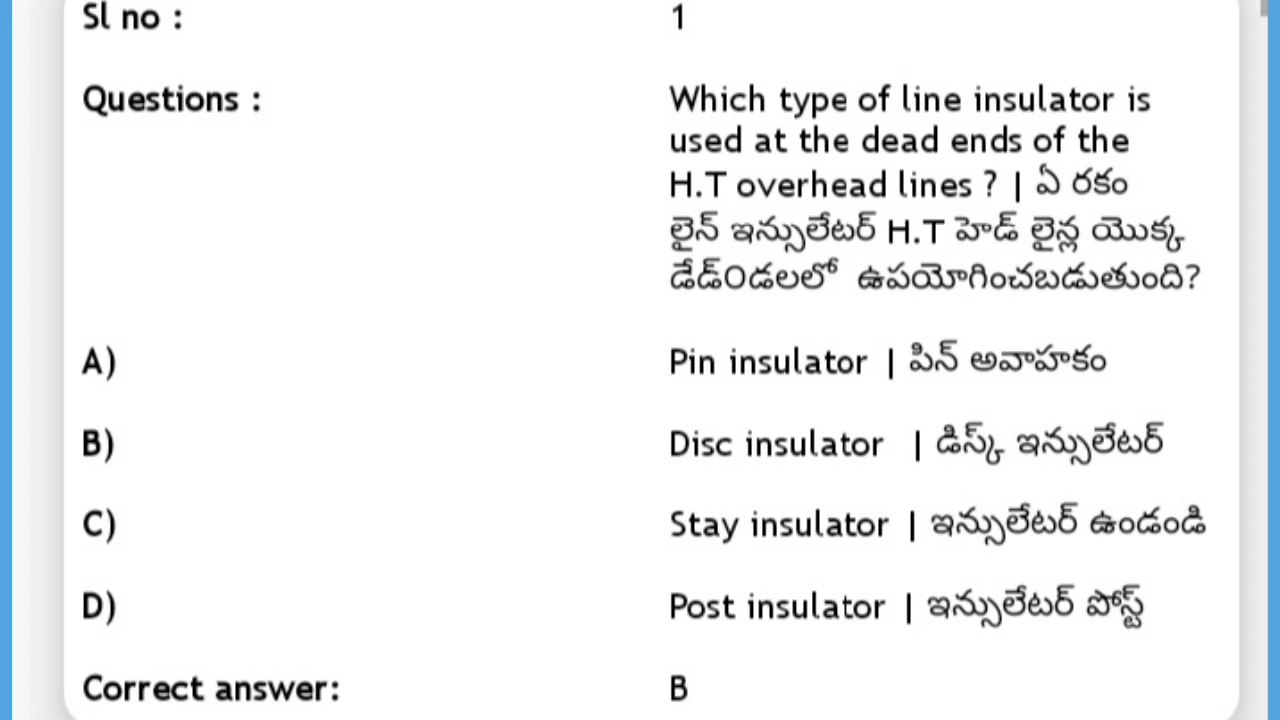 Sl no : 1
Questions : Which type of line insulator is
used at the dead ends of the
H.T overhead lines ? | ఏ రకం
లైన్ ఇన్సులేటర్ H.T హెడ్ లైన్ల యొక్క
డేడ్Oడలలో ఉపయోగించబడుతుంది?
A) Pin insulator | పిన్ అవాహకం
B) Disc insulator | డిస్క్ ఇన్సులేటర్
C) Stay insulator | ఇన్సులేటర్ ఉండండి
D) Post insulator | ఇన్సులేటర్ పోస్ట్
Correct answer: B